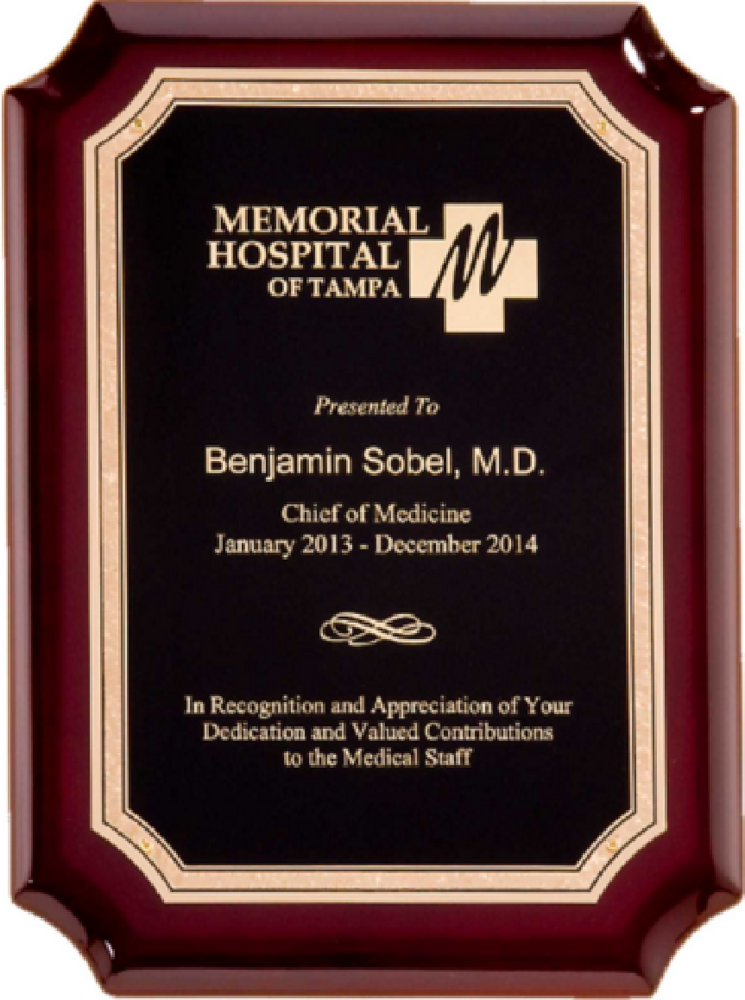 MEMORIAL
HOSPITAL
OF TAMPA
M
Presented To
Benjamin Sobel, M.D.
Chief of Medicine
January 2013 - December 2014
In Recognition and Appreciation of Your
Dedication and Valued Contributions
to the Medical Staff